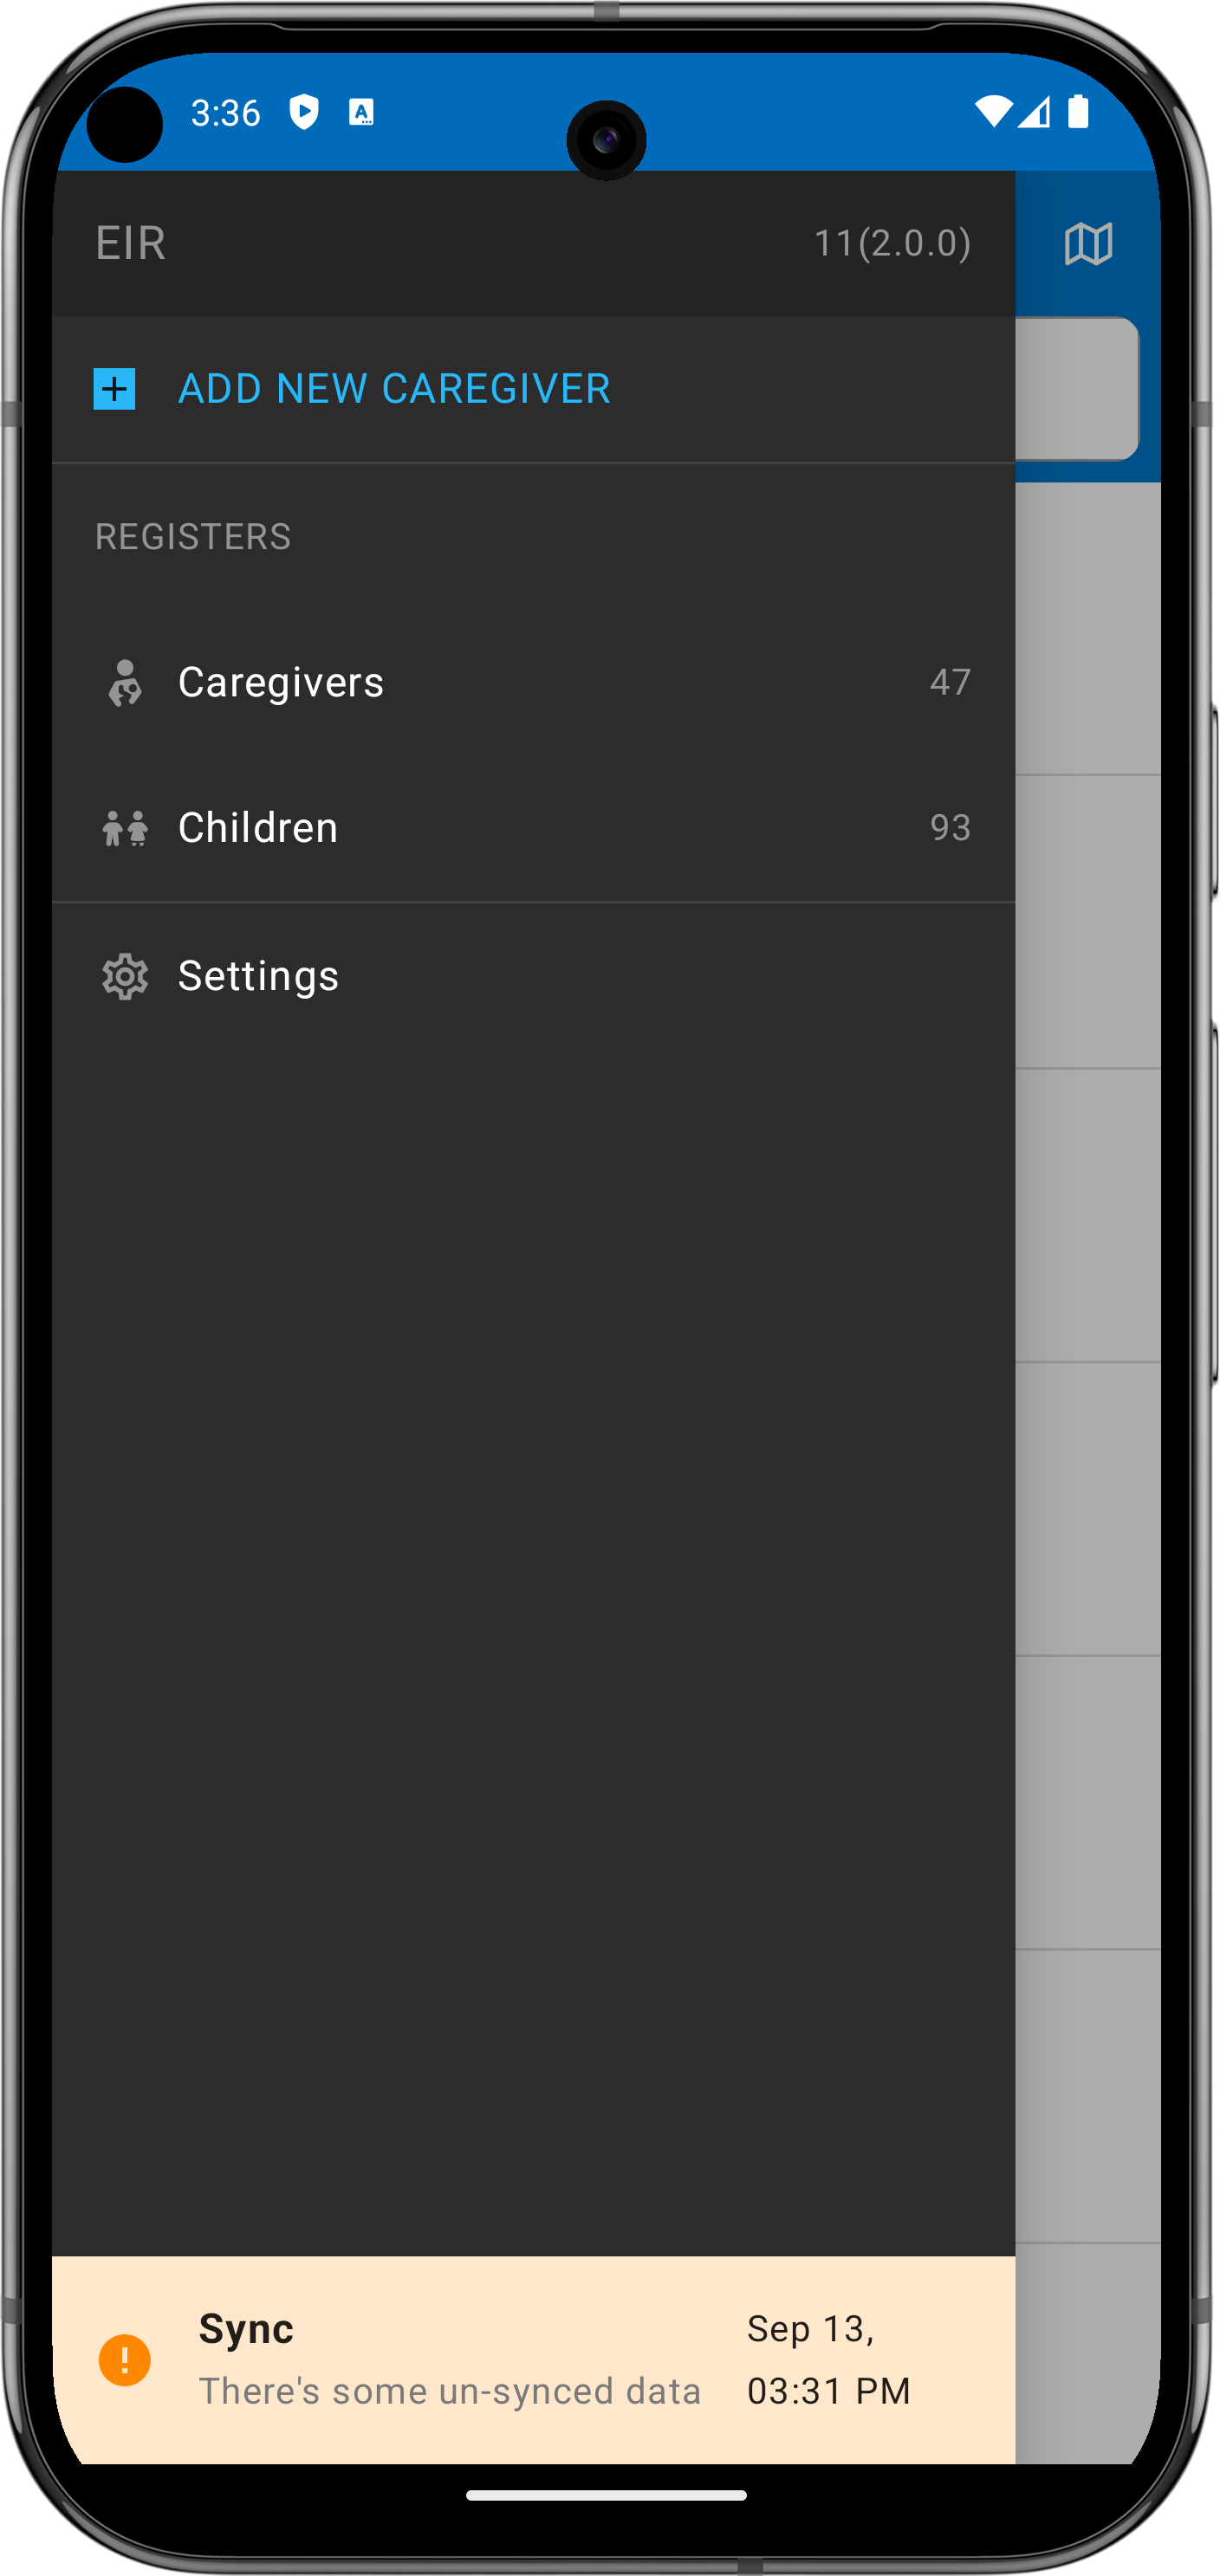 3:36
EIR 11(2.0.0)
ADD NEW CAREGIVER
REGISTERS
Caregivers 47
Children 93
Settings
Sync Sep 13,
There's some un-synced data 03:31 PM